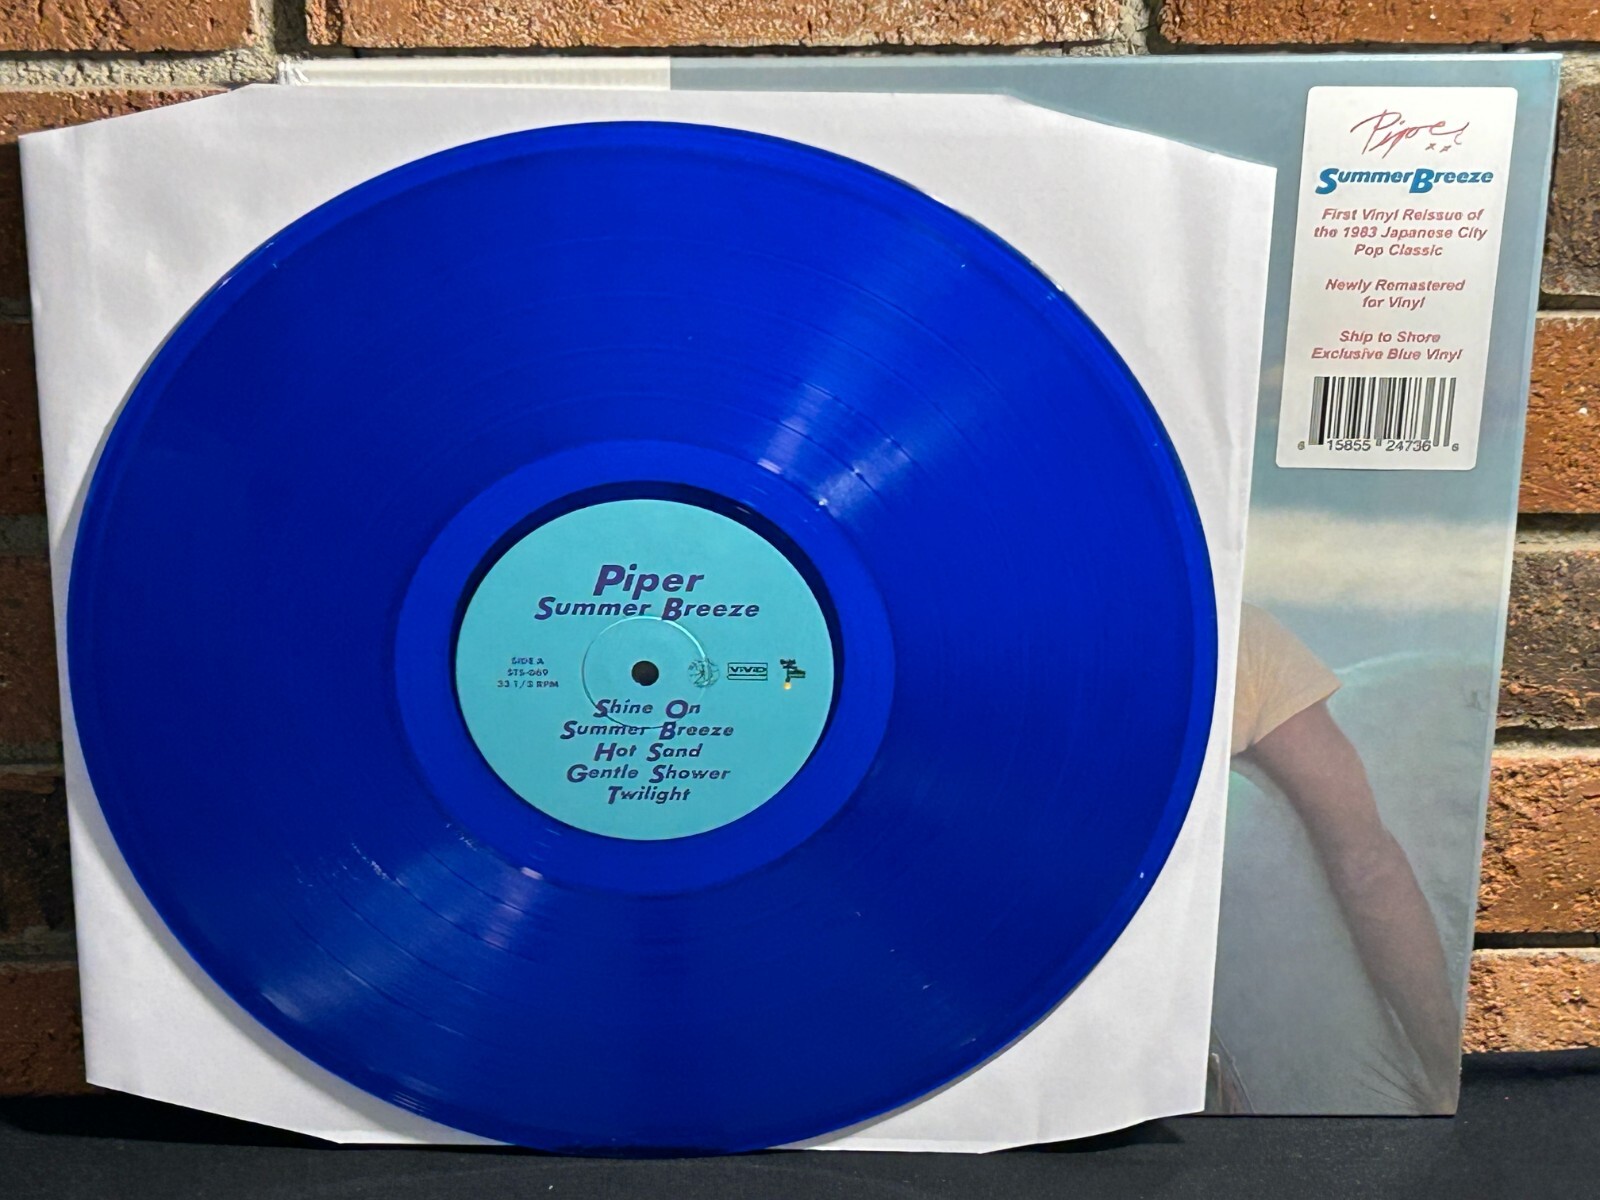 Piper
SummerBreeze
First Vinyl Reissue of
the 1983 Japanese City
Pop Classic
Newly Remastered
for Vinyl
Ship to Shore
Exclusive Blue Vinyl
6 15855 24736 6
Piper
Summer Breeze
SIDE A
STS-069
33 1/3 RPM
VIVID
Shine On
Summer Breeze
Hot Sand
Gentle Shower
Twilight